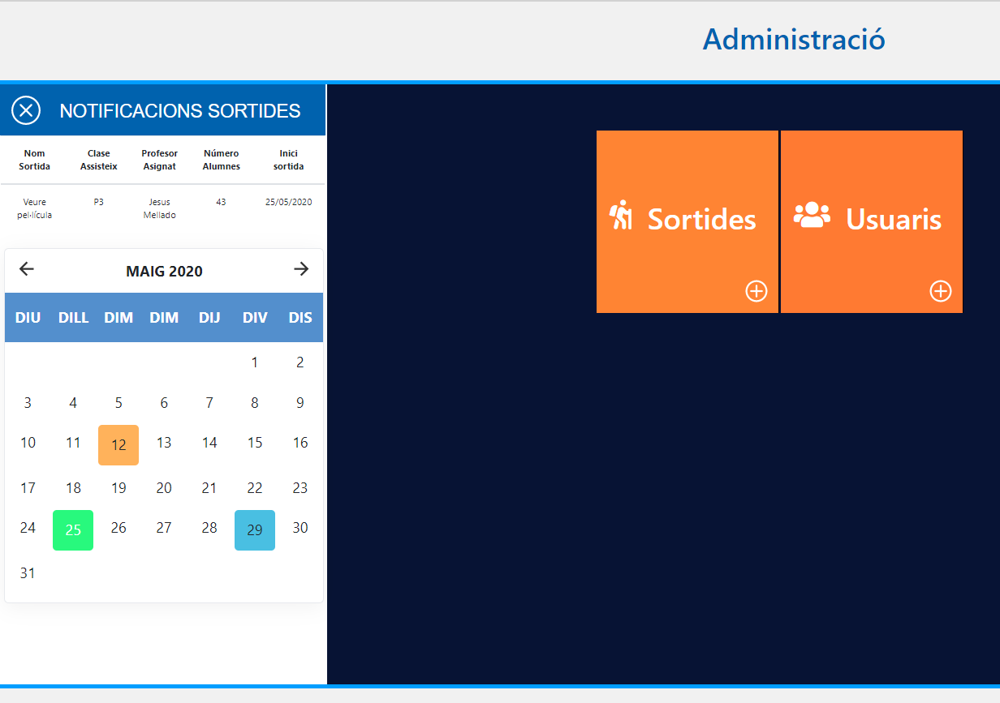 Administració
NOTIFICACIONS SORTIDES
Nom Clase Profesor Número Inici
Sortida Assisteix Asignat Alumnes sortida
Veure P3 Jesus 43 25/05/2020
pel·lícula Mellado
Sortides Usuaris
MAIG 2020
DIU DILL DIM DIM DIJ DIV DIS
1 2
3 4 5 6 7 8 9
10 11 12 13 14 15 16
17 18 19 20 21 22 23
24 25 26 27 28 29 30
31